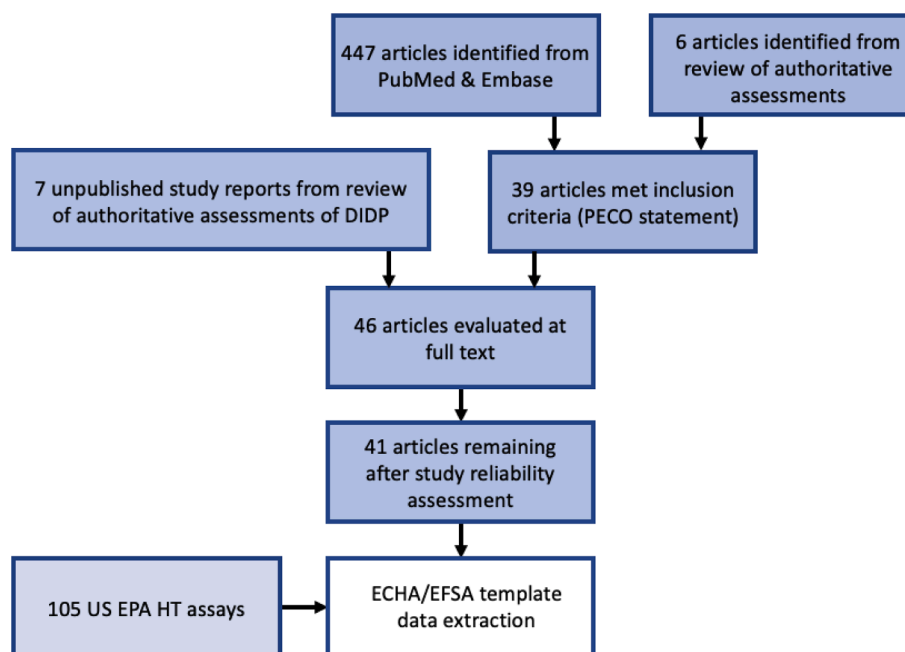 447 articles identified from
PubMed & Embase
6 articles identified from
review of authoritative
assessments
7 unpublished study reports from review
of authoritative assessments of DIDP
39 articles met inclusion
criteria (PECO statement)
46 articles evaluated at
full text
41 articles remaining
after study reliability
assessment
105 US EPA HT assays
ECHA/EFSA template
data extraction